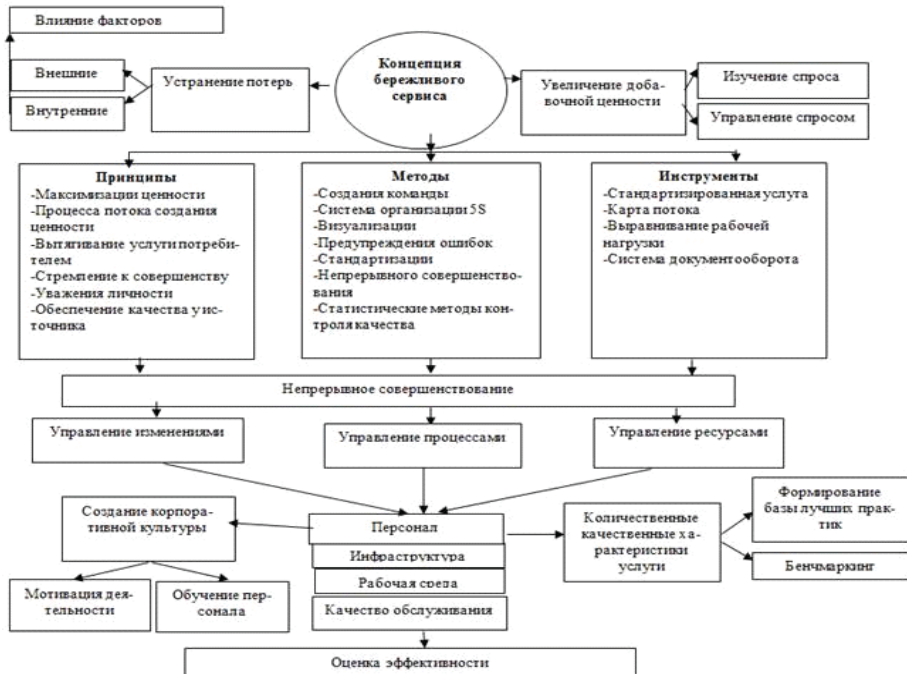 Влияние факторов
Внешние
Внутренние
Устранение потерь
Концепция
бережливого
сервиса
Увеличение доба-
вочной ценности
Изучение спроса
Управление спросом
Принципы
-Максимизации ценности
-Процесса потока создания
ценности
-Вытягивание услуги потреби-
телем
-Стремление к совершенству
-Уважения личности
-Обеспечение качества у ис-
точника
Методы
-Создания команды
-Система организации 5S
-Визуализации
-Предупреждения ошибок
-Стандартизации
-Непрерывного совершенство-
вания
-Статистические методы кон-
троля качества
Инструменты
-Стандартизированная услуга
-Карта потока
-Выравнивание рабочей
нагрузки
-Система документооборота
Непрерывное совершенствование
Управление изменениями
Управление процессами
Управление ресурсами
Создание корпора-
тивной культуры
Мотивация дея-
тельности
Обучение пер-
сонала
Персонал
Инфраструктура
Рабочая среда
Качество обслуживания
Количественные
качественные ха-
рактеристики
услуги
Формирование
базы лучших прак-
тик
Бенчмаркинг
Оценка эффективности